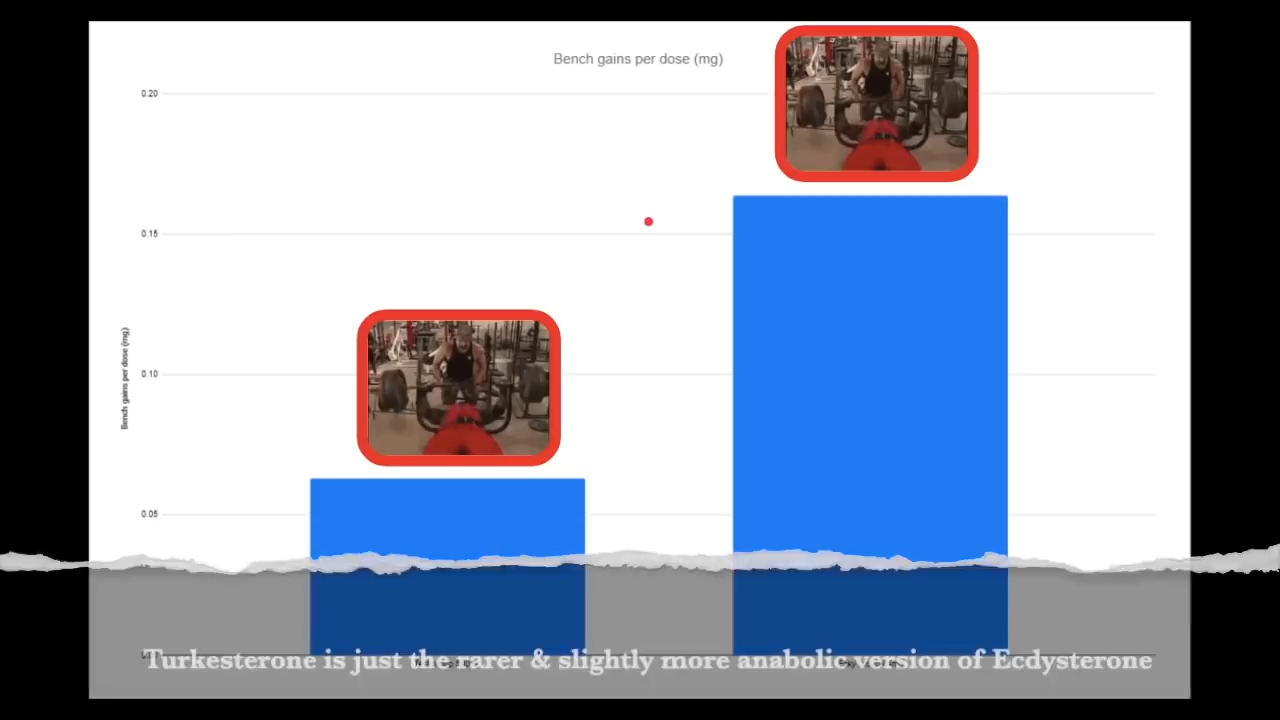 Bench gains per dose (mg)
0.20
0.15
Bench gains per dose (mg)
0.10
0.05
Turkesterone is just the rarer & slightly more anabolic version of Ecdysterone